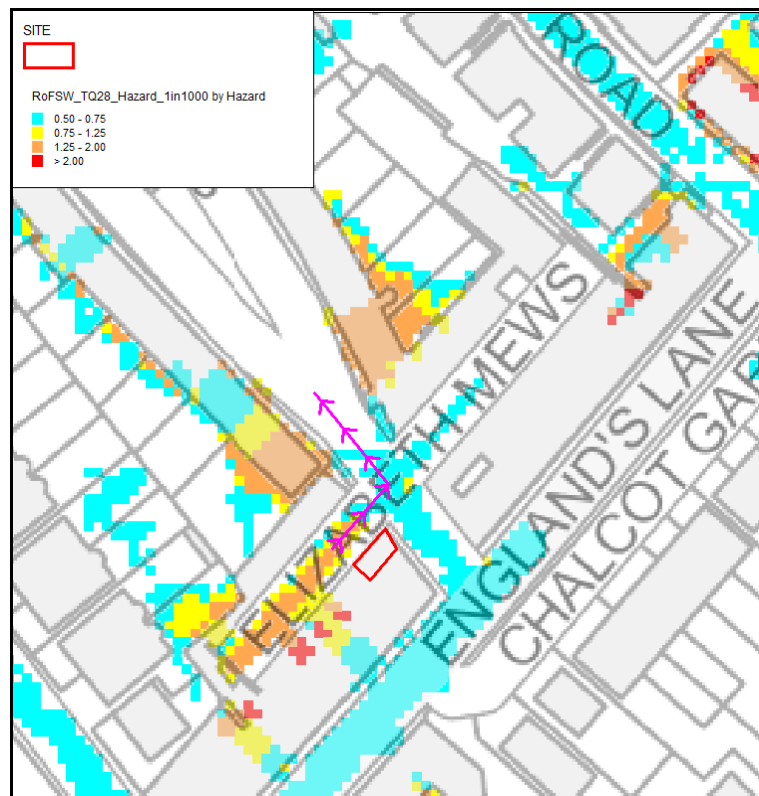 SITE
RoFSW_TQ28_Hazard_1in1000 by Hazard
0.50 - 0.75
0.75 - 1.25
1.25 - 2.00
> 2.00
ROAD
ELIZABETH MEWS
ENGLAND'S LANE
CHALCOT GAR